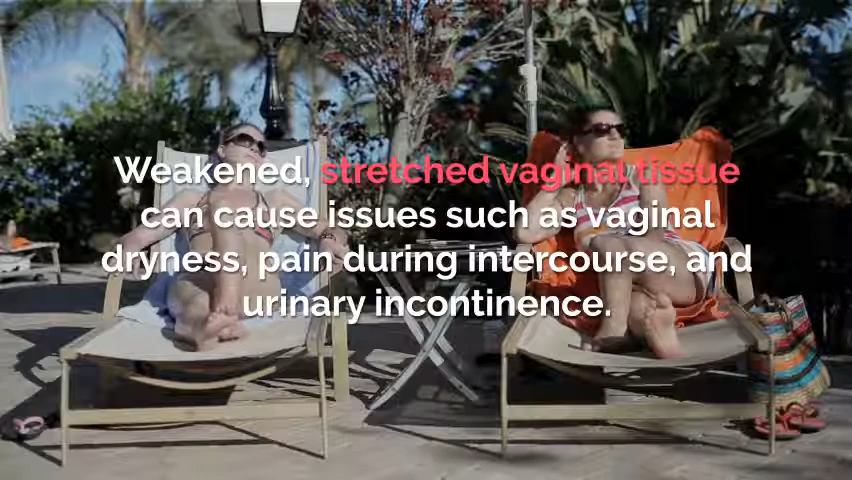 Weakened, stretched vaginal tissue
can cause issues such as vaginal
dryness, pain during intercourse, and
urinary incontinence.